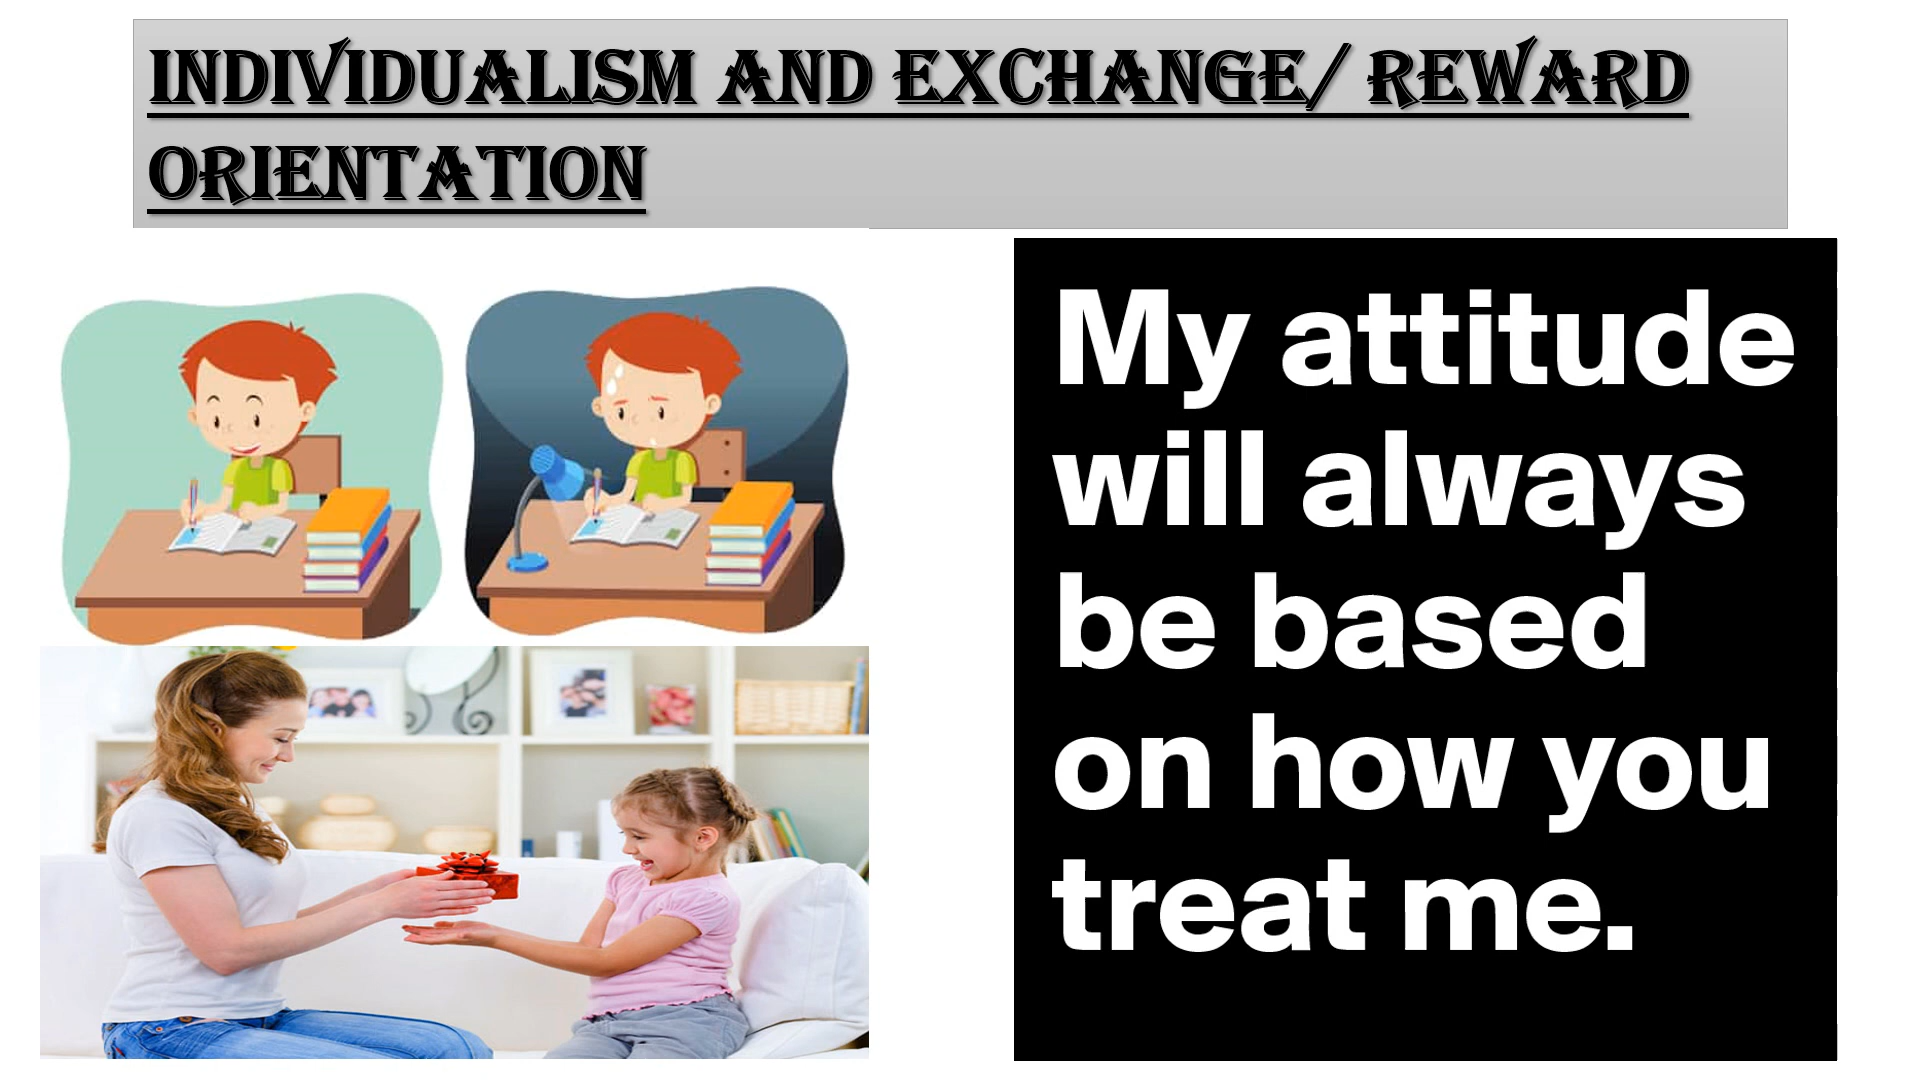 INDIVIDUALISM AND EXCHANGE/ REWARD
ORIENTATION
My attitude
will always
be based
on how you
treat me.